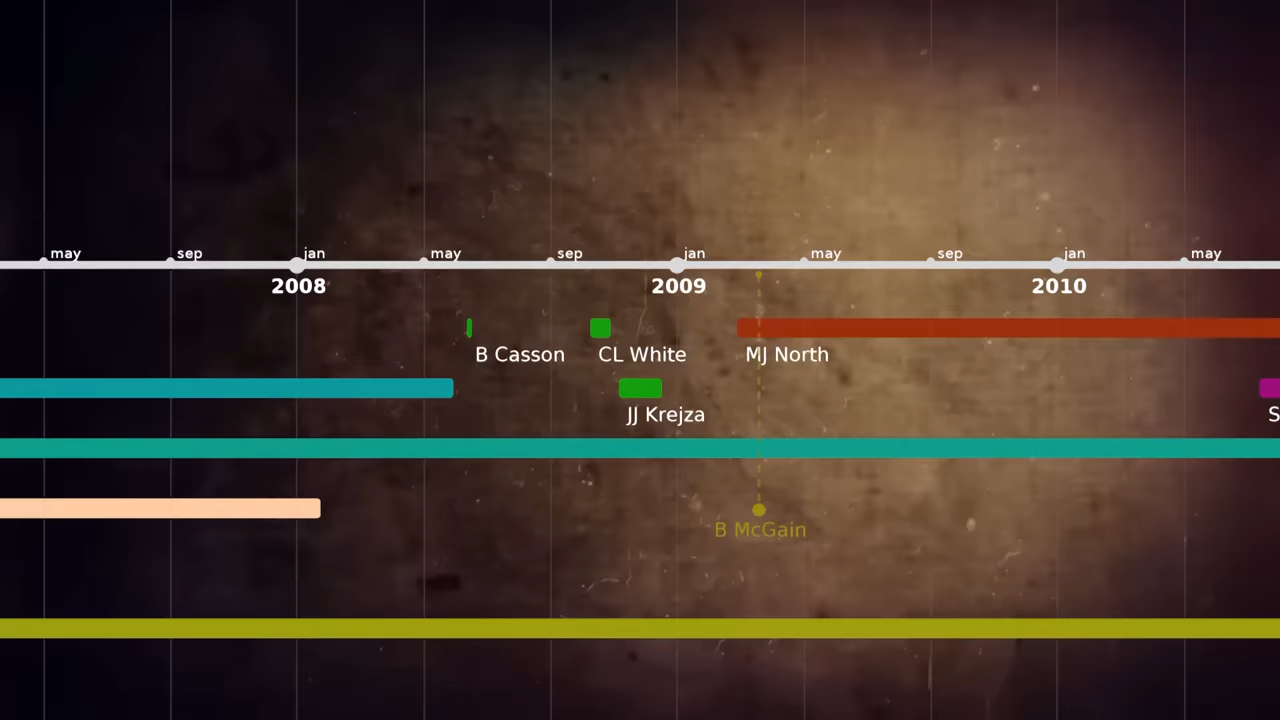 may sep jan may sep jan may sep jan may
2008 2009 2010
B Casson CL White MJ North
JJ Krejza S
B McGain